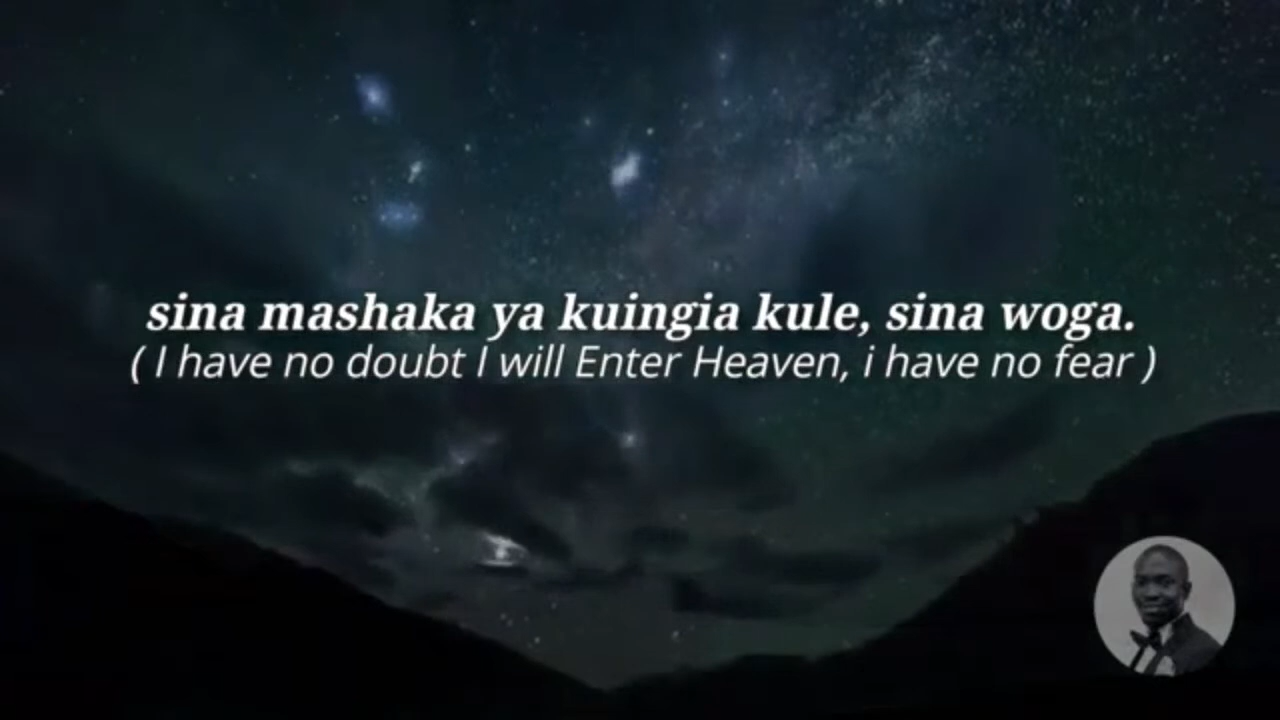 sina mashaka ya kuingia kule, sina woga.
( I have no doubt I will Enter Heaven, i have no fear )